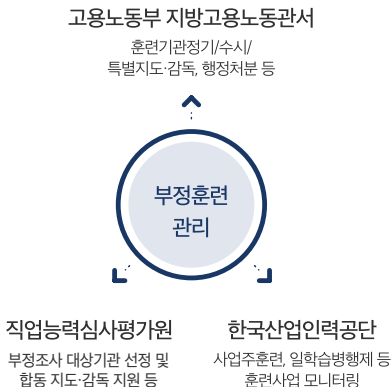 고용노동부 지방고용노동관서
훈련기관정기/수시/
특별지도·감독, 행정처분 등
부정훈련
관리
직업능력심사평가원
부정조사 대상기관 선정 및
합동 지도·감독 지원 등
한국산업인력공단
사업주훈련, 일학습병행제 등
훈련사업 모니터링